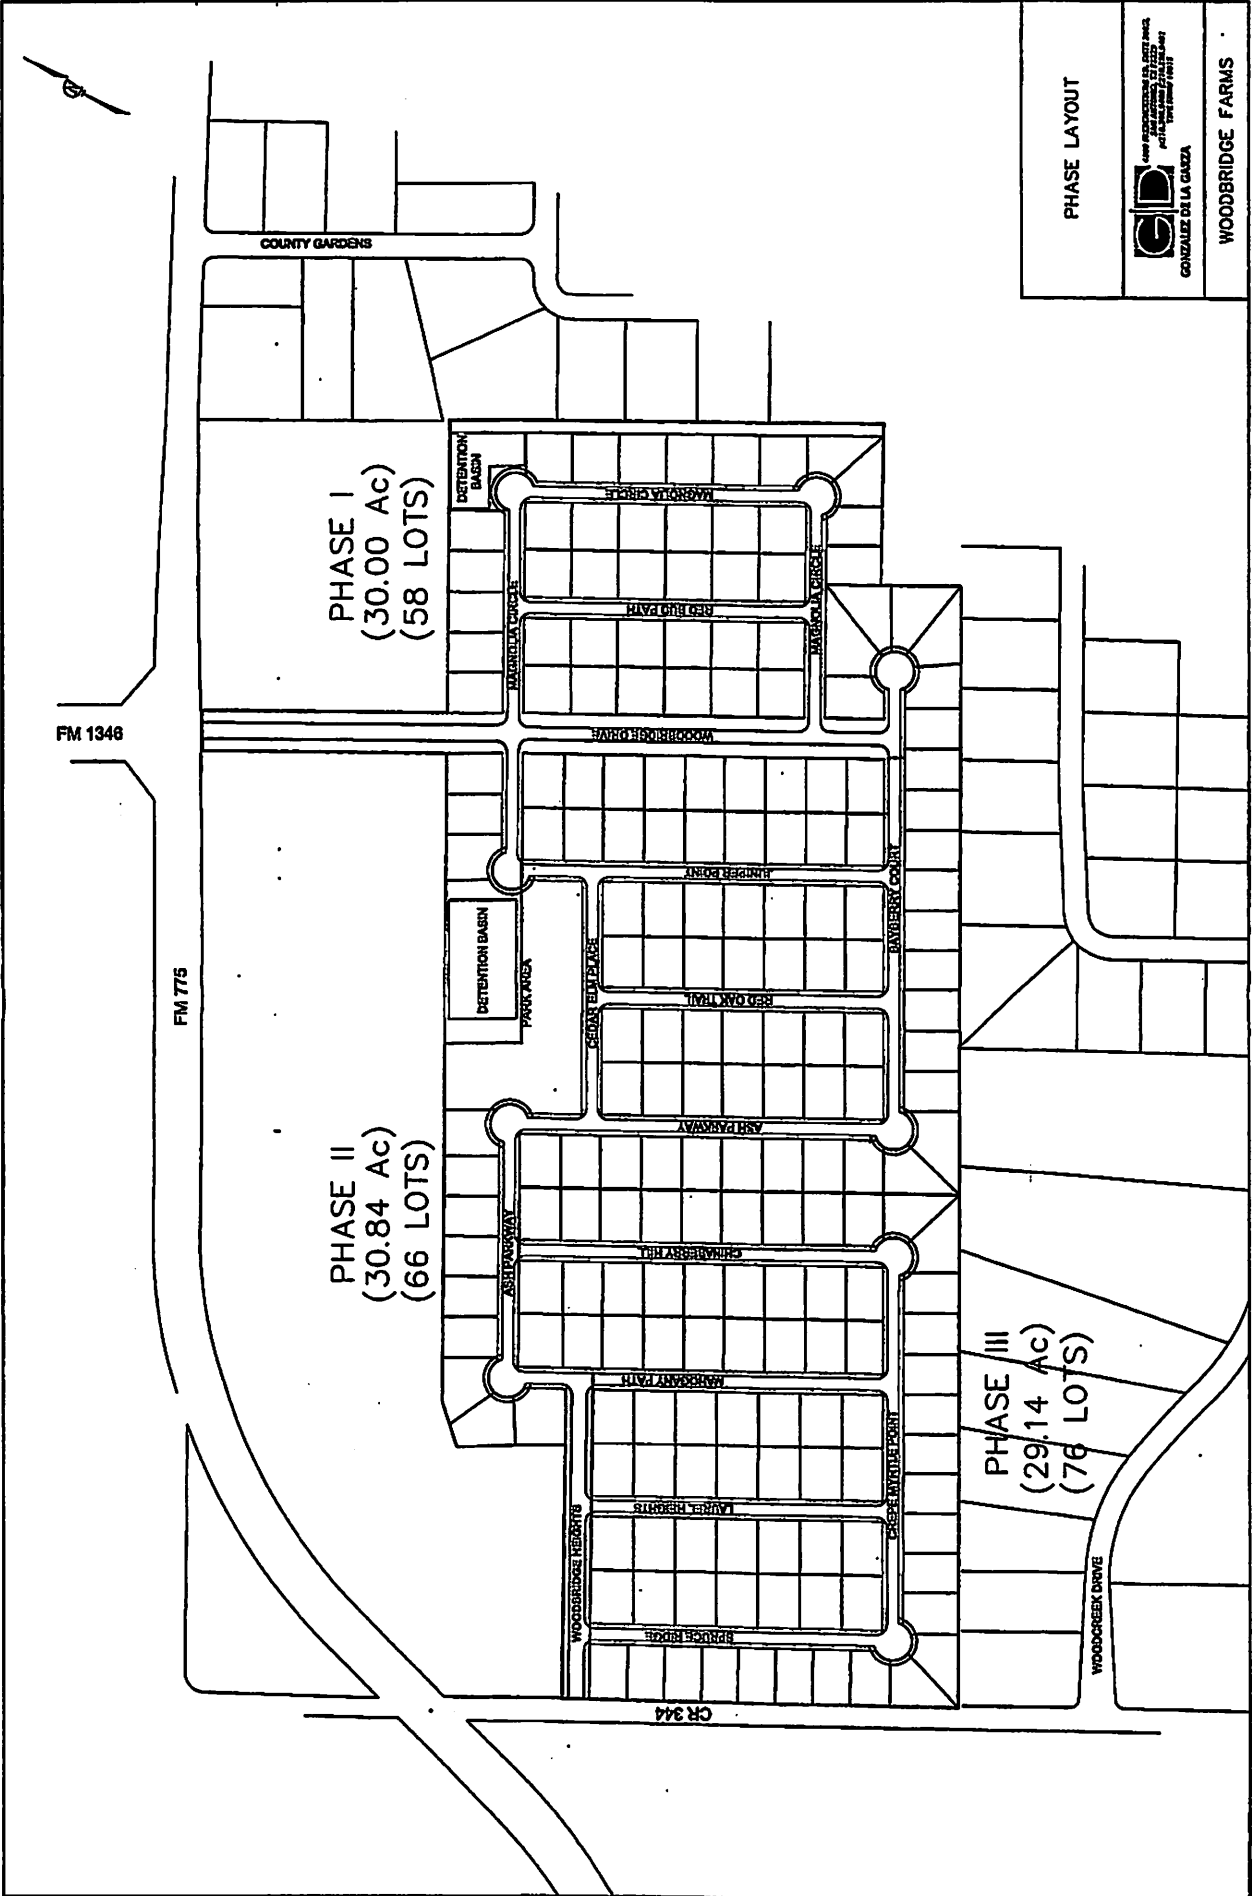 COUNTY GARDENS
FM 1346
FM 775
PHASE I
(30.00 Ac)
(58 LOTS)
DETENTION
BASIN
MAGNOLIA CIRCLE
MAGNOLIA CIRCLE
RED BUD PATH
MAGNOLIA CIRCLE
WOODBRIDGE DRIVE
JUNIPER POINT
BAYBERRY COURT
DETENTION BASIN
PARK AREA
CEDAR ELM PLACE
RED OAK TRAIL
ASH PARKWAY
PHASE II
(30.84 Ac)
(66 LOTS)
ASH PARKWAY
CHINABERRY HILL
MAHOGANY PATH
CREPE MYRTLE POINT
LAUREL HEIGHTS
WOODBRIDGE HEIGHTS
SPRUCE RIDGE
CR 344
PHASE III
(29.14 Ac)
(76 LOTS)
WOODCREEK DRIVE
PHASE LAYOUT
GD
GONZALEZ DE LA GARZA
WOODBRIDGE FARMS